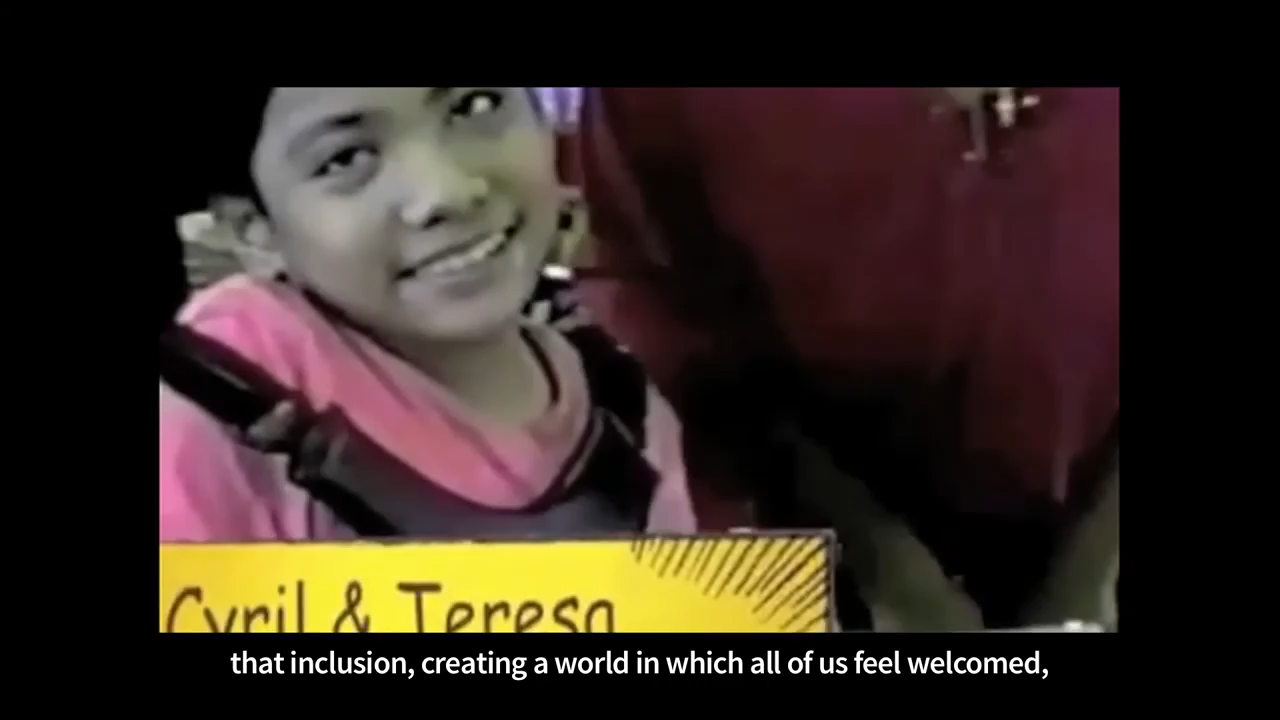 Cyril & Teresa
that inclusion, creating a world in which all of us feel welcomed,